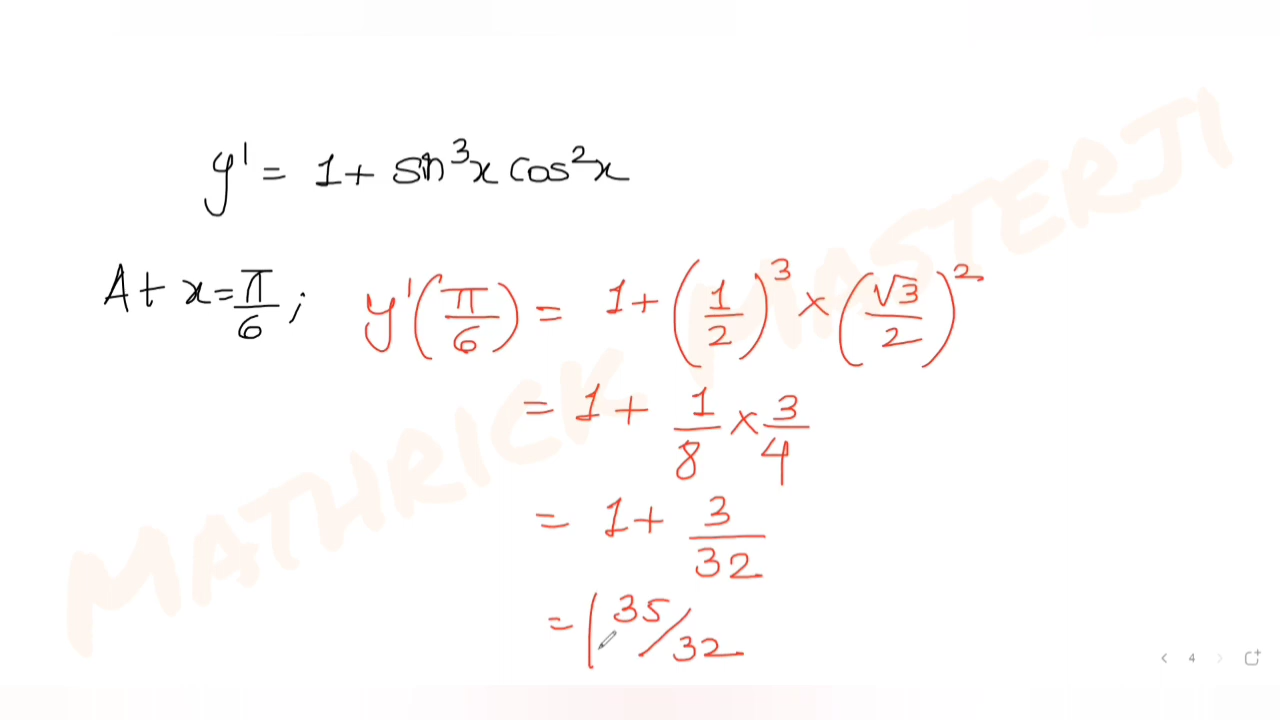 y' = 1 + sin³x cos²x
At x = π/6 ; y'(π/6) = 1 + (1/2)³ × (√3/2)²
= 1 + 1/8 × 3/4
= 1 + 3/32
= 35/32
MATHRICK MASTERJI
< 4 >